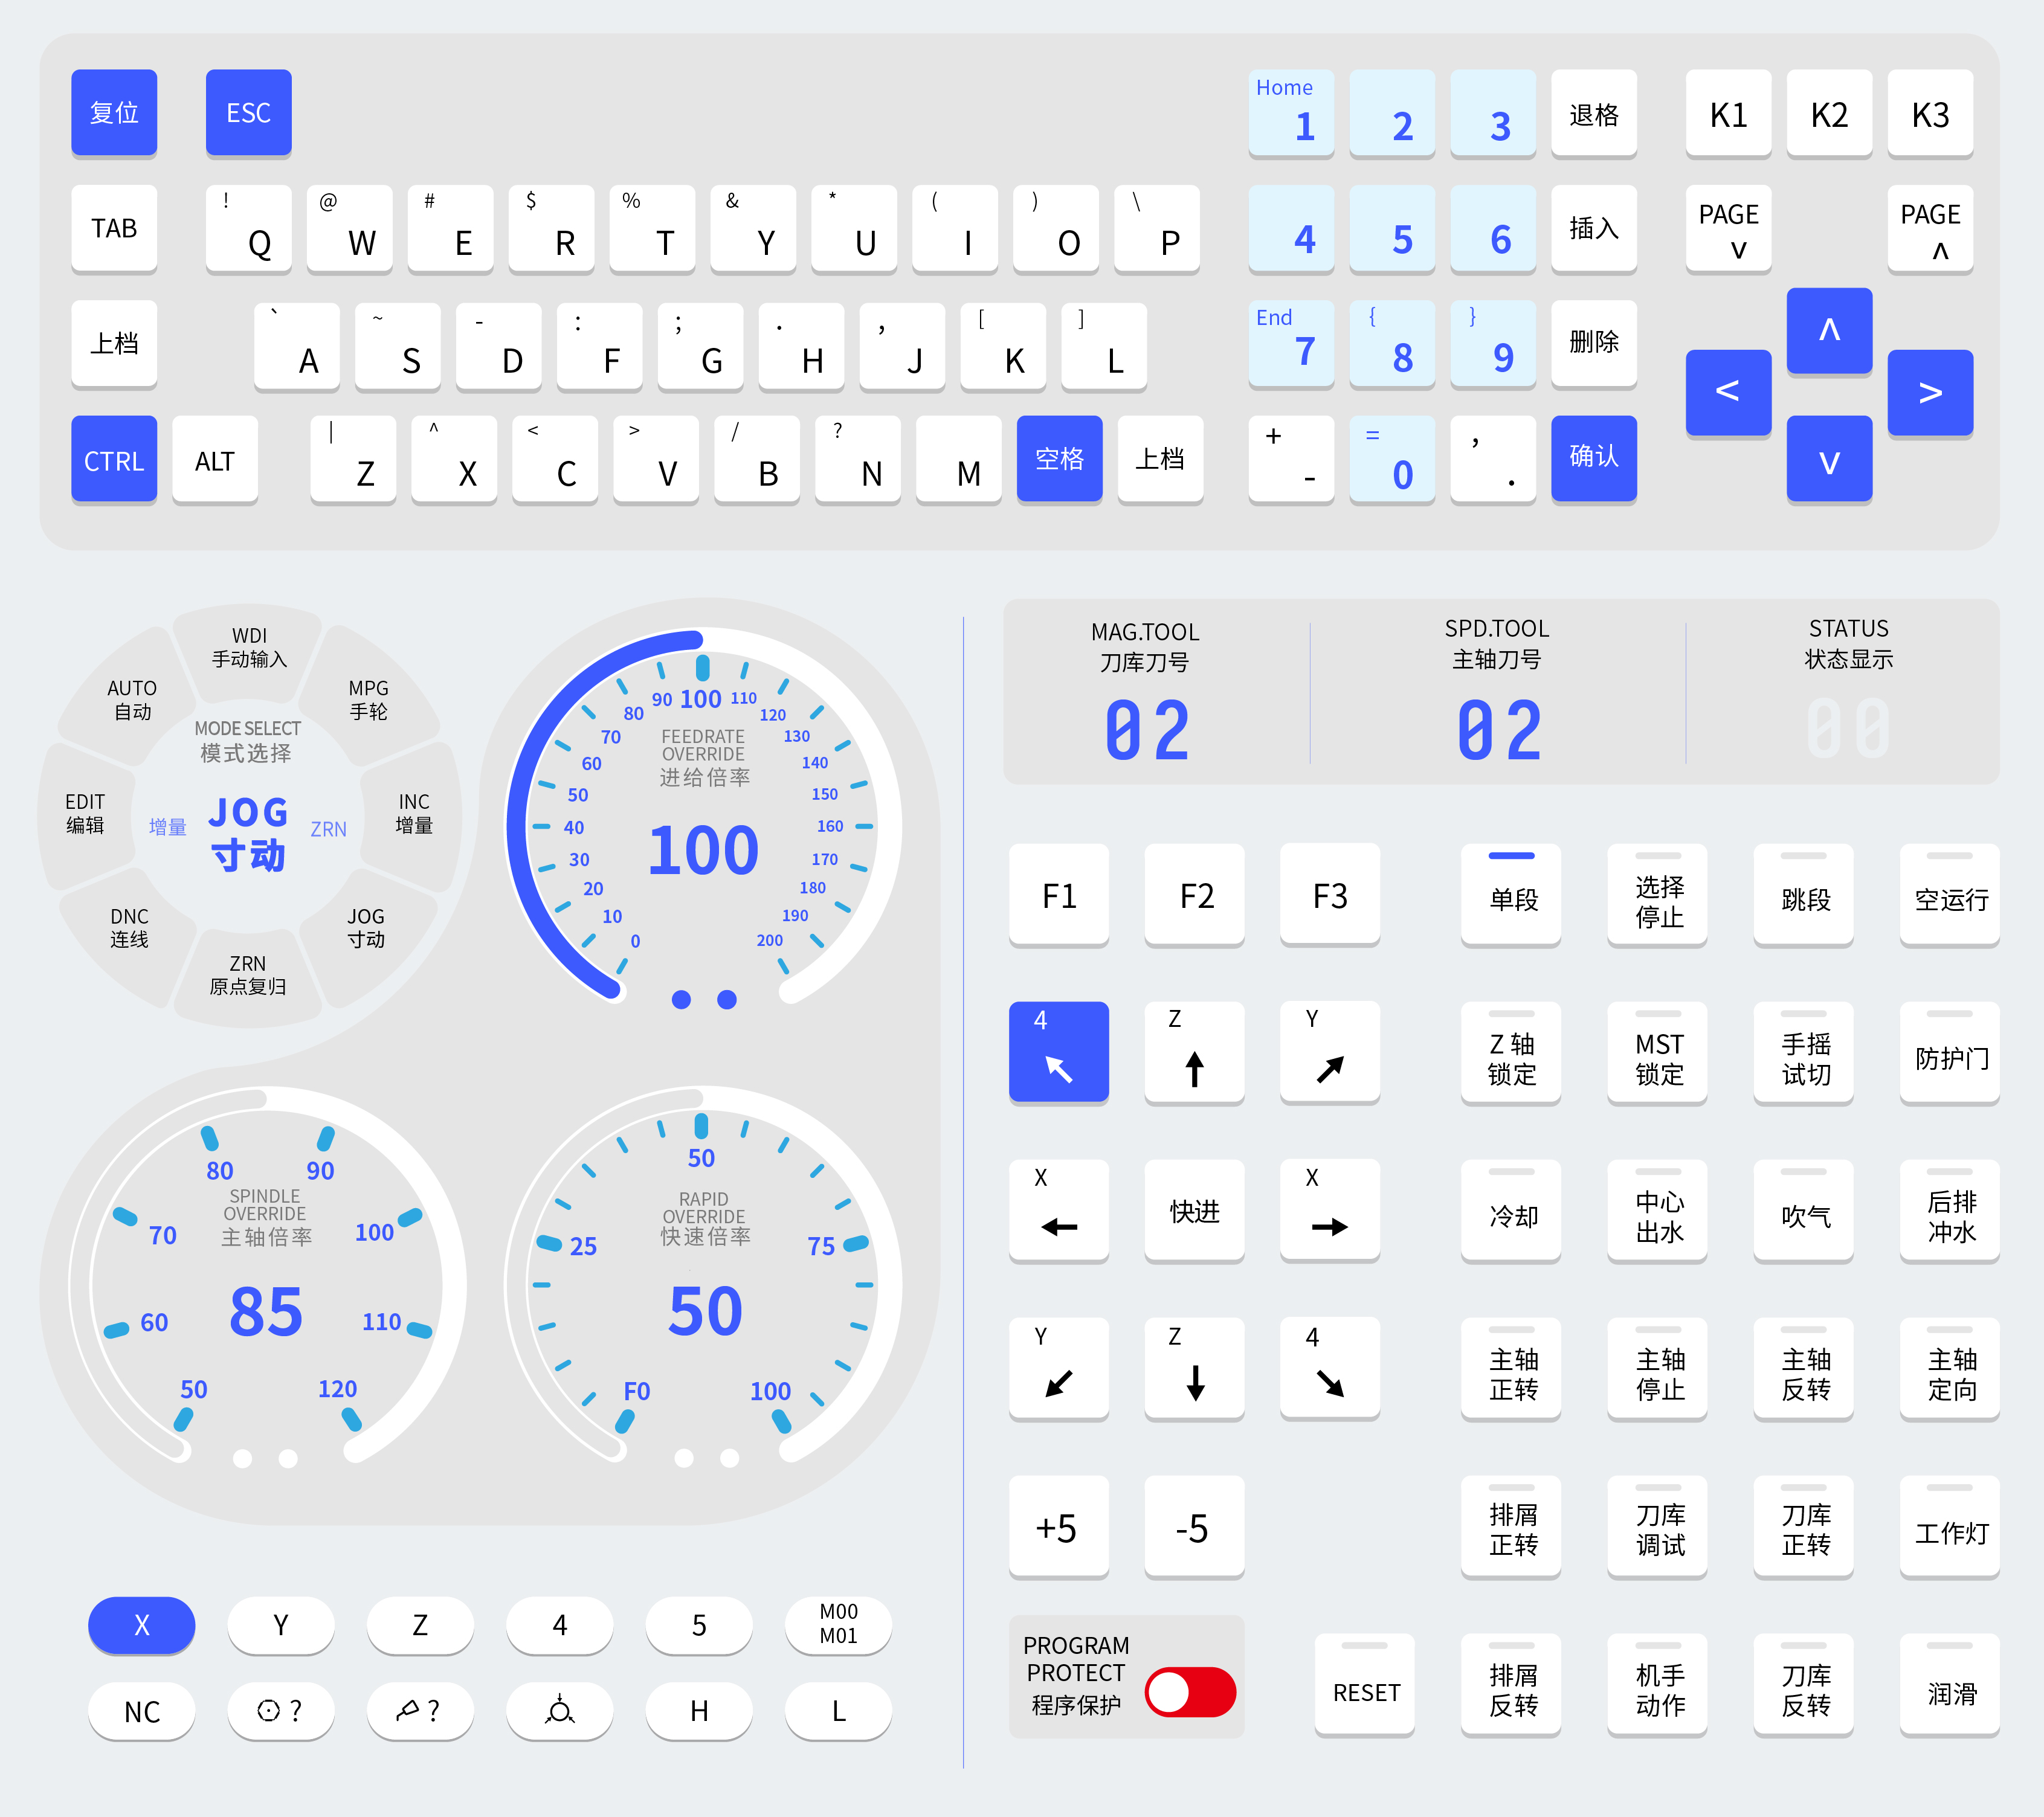 复位 ESC Home 1 2 3 退格 K1 K2 K3
TAB ! Q @ W # E $ R % T & Y * U ( I ) O \ P 4 5 6 插入 PAGE ˅ PAGE ˄
上档 ` A ~ S - D : F ; G . H , J [ K ] L End 7 { 8 } 9 删除 < ˄ >
CTRL ALT | Z ^ X < C > V / B ? N M 空格 上档 + - = 0 , . 确认 ˅
WDI
手动输入
MPG
手轮
INC
增量
JOG
寸动
ZRN
原点复归
DNC
连线
EDIT
编辑
AUTO
自动
MODE SELECT
模式选择
增量 JOG ZRN
寸动
0 10 20 30 40 50 60 70 80 90 100 110 120 130 140 150 160 170 180 190 200
FEEDRATE
OVERRIDE
进给倍率
100
50 60 70 80 90 100 110 120
SPINDLE
OVERRIDE
主轴倍率
85
F0 25 50 75 100
RAPID
OVERRIDE
快速倍率
50
X Y Z 4 5 M00
M01
NC ? ? H L
MAG.TOOL
刀库刀号
02
SPD.TOOL
主轴刀号
02
STATUS
状态显示
00
F1 F2 F3
4 Z Y
X 快进 X
Y Z 4
+5 -5
PROGRAM
PROTECT
程序保护
单段
选择
停止
跳段
空运行
Z 轴
锁定
MST
锁定
手摇
试切
防护门
冷却
中心
出水
吹气
后排
冲水
主轴
正转
主轴
停止
主轴
反转
主轴
定向
排屑
正转
刀库
调试
刀库
正转
工作灯
RESET
排屑
反转
机手
动作
刀库
反转
润滑